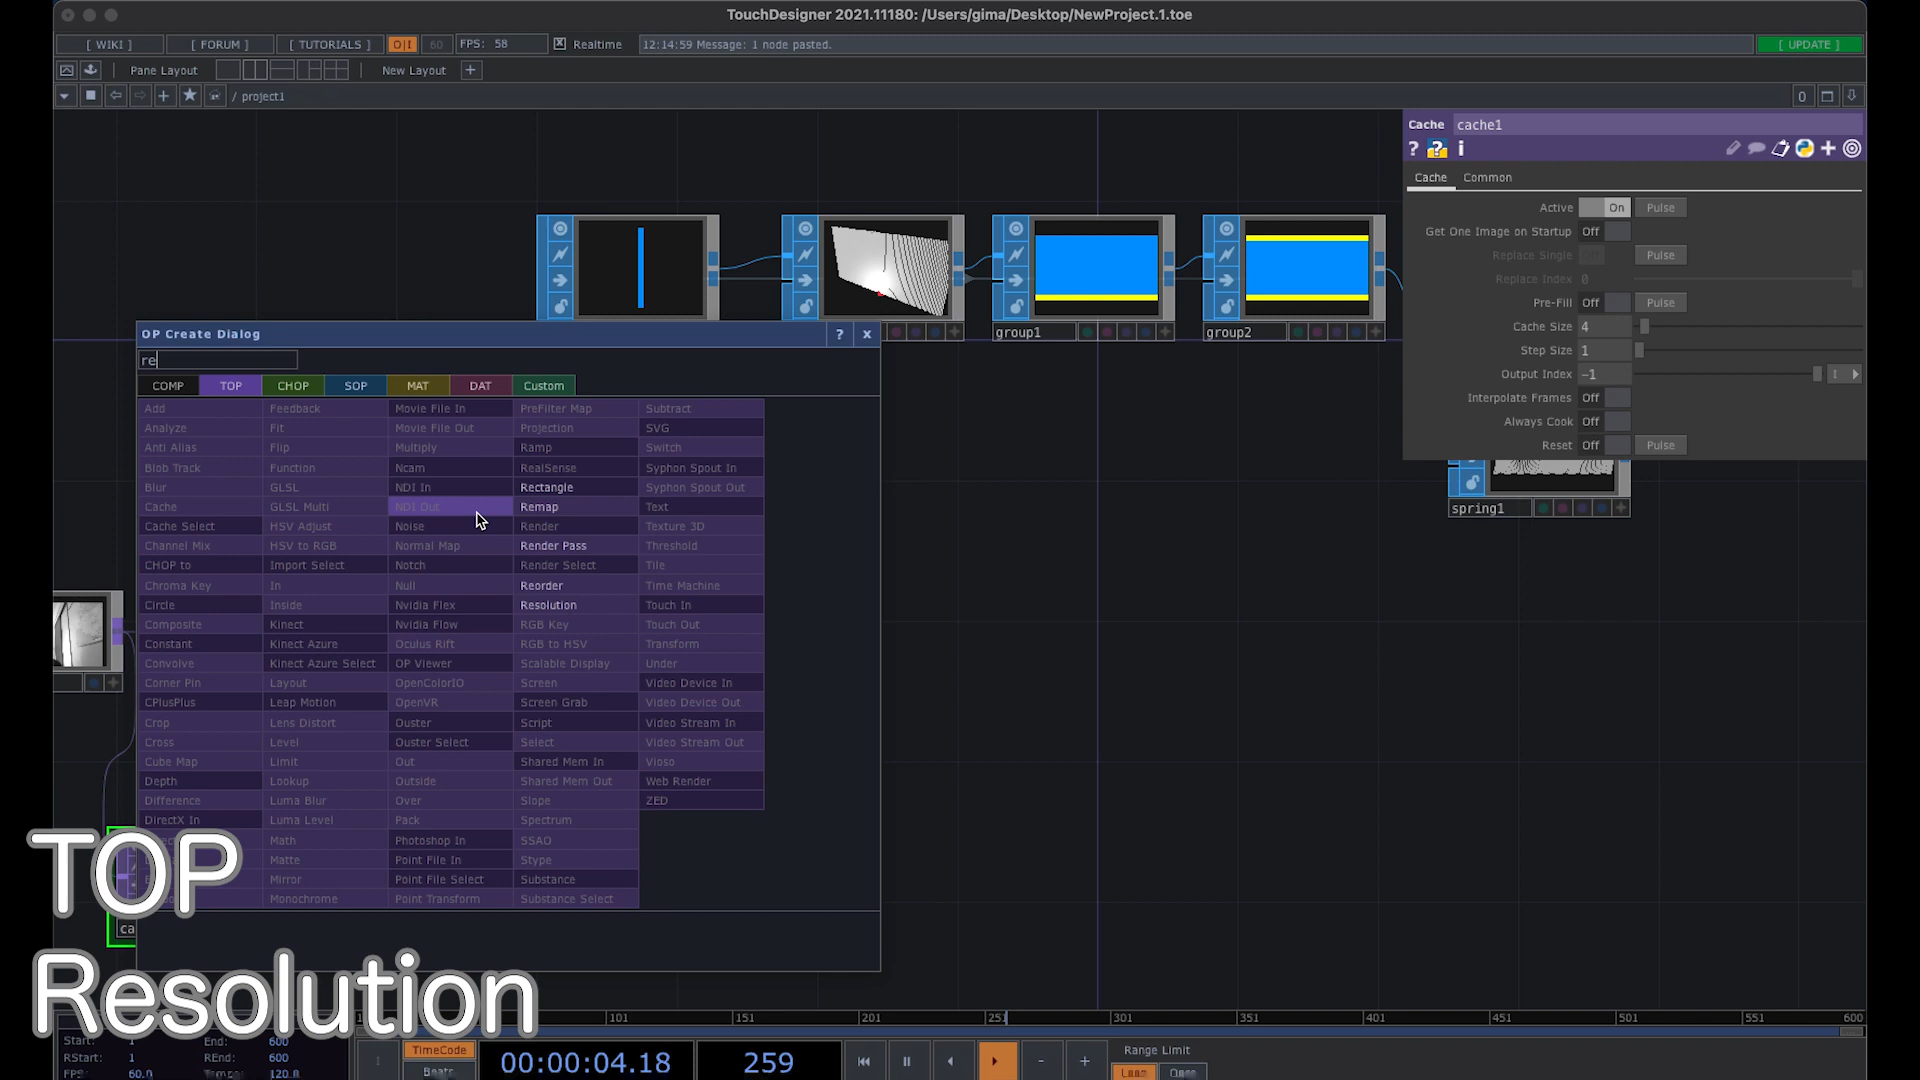 TouchDesigner 2021.11180: /Users/gima/Desktop/NewProject.1.toe
[ WIKI ] [ FORUM ] [ TUTORIALS ] O|I 60 FPS: 58 Realtime 12:14:59 Message: 1 node pasted. [ UPDATE ]
Pane Layout New Layout +
/ project1 0
Cache cache1
? ? i
Cache Common
Active On Pulse
Get One Image on Startup Off
Replace Single Pulse
Replace Index 0
Pre-Fill Off Pulse
Cache Size 4
Step Size 1
Output Index -1
Interpolate Frames Off
Always Cook Off
Reset Off Pulse
group1
group2
spring1
OP Create Dialog ? x
re
COMP TOP CHOP SOP MAT DAT Custom
Add Feedback Movie File In PreFilter Map Subtract
Analyze Fit Movie File Out Projection SVG
Anti Alias Flip Multiply Ramp Switch
Blob Track Function Ncam RealSense Syphon Spout In
Blur GLSL NDI In Rectangle Syphon Spout Out
Cache GLSL Multi NDI Out Remap Text
Cache Select HSV Adjust Noise Render Texture 3D
Channel Mix HSV to RGB Normal Map Render Pass Threshold
CHOP to Import Select Notch Render Select Tile
Chroma Key In Null Reorder Time Machine
Circle Inside Nvidia Flex Resolution Touch In
Composite Kinect Nvidia Flow RGB Key Touch Out
Constant Kinect Azure Oculus Rift RGB to HSV Transform
Convolve Kinect Azure Select OP Viewer Scalable Display Under
Corner Pin Layout OpenColorIO Screen Video Device In
CPlusPlus Leap Motion OpenVR Screen Grab Video Device Out
Crop Lens Distort Ouster Script Video Stream In
Cross Level Ouster Select Select Video Stream Out
Cube Map Limit Out Shared Mem In Vioso
Depth Lookup Outside Shared Mem Out Web Render
Difference Luma Blur Over Slope ZED
DirectX In Luma Level Pack Spectrum
Math Photoshop In SSAO
Matte Point File In Stype
Mirror Point File Select Substance
Monochrome Point Transform Substance Select
ca
TOP
Resolution
101 151 201 251 301 351 401 451 501 551 600
Start: 1 End: 600
RStart: 1 REnd: 600
FPS: 60.0 Tempo: 120.0
TimeCode
Beats
00:00:04.18 259
- +
Range Limit
Loop Once